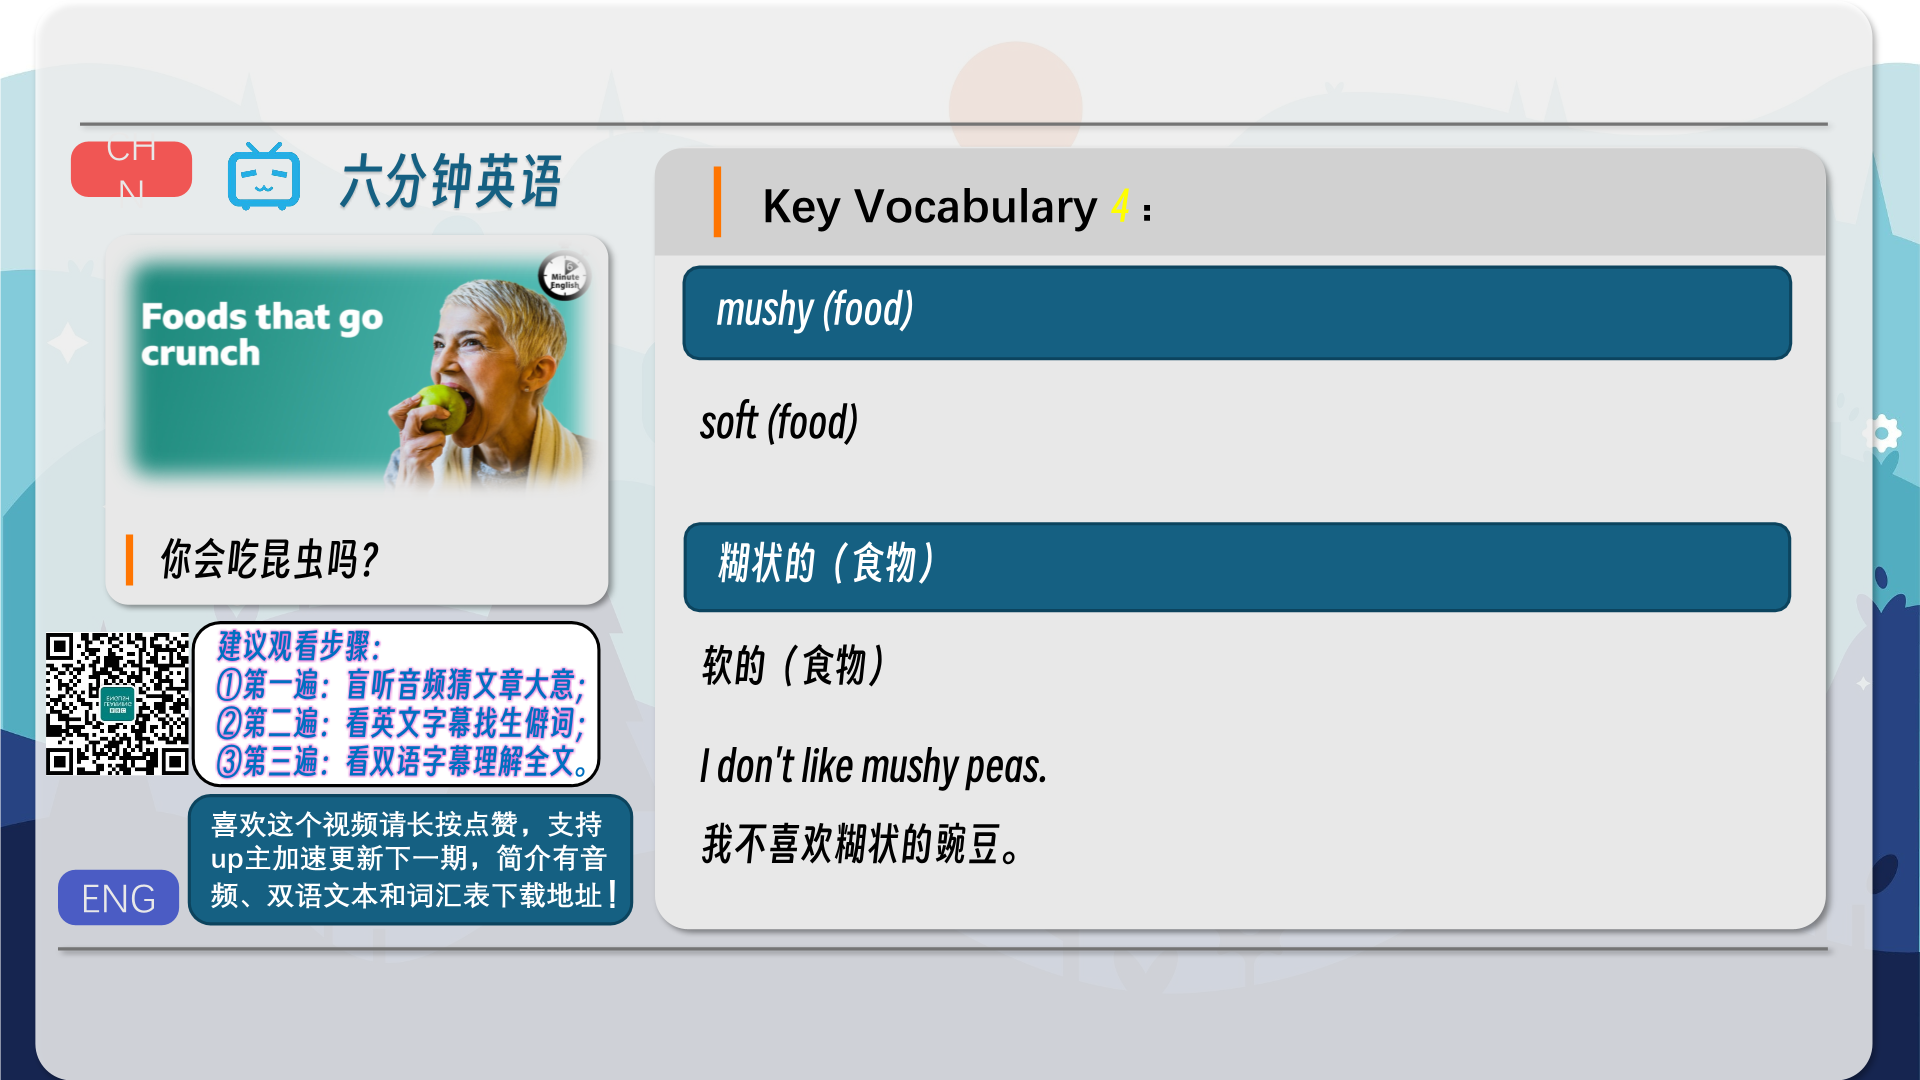 CH
N
六分钟英语
6
Minute
English
Foods that go
crunch
你会吃昆虫吗?
建议观看步骤:
①第一遍: 盲听音频猜文章大意;
②第二遍: 看英文字幕找生僻词;
③第三遍: 看双语字幕理解全文。
喜欢这个视频请长按点赞，支持
up主加速更新下一期，简介有音
频、双语文本和词汇表下载地址！
ENG
Key Vocabulary 4：
mushy (food)
soft (food)
糊状的（食物）
软的（食物）
I don't like mushy peas.
我不喜欢糊状的豌豆。